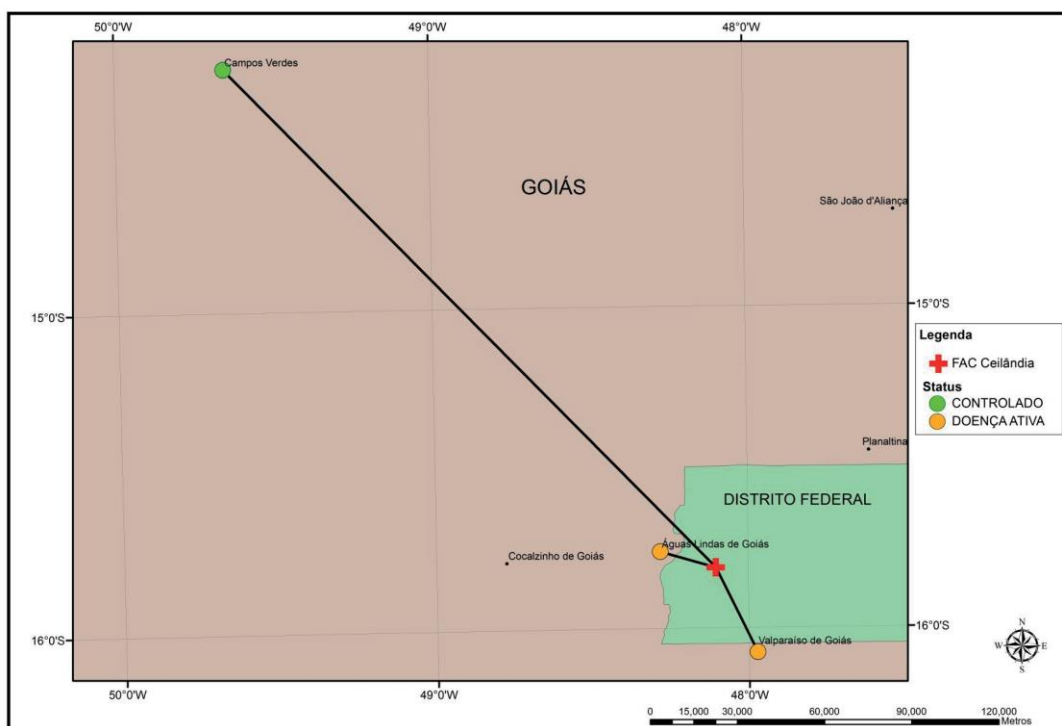 50°0'W 49°0'W 48°0'W
Campos Verdes
GOIÁS
São João d'Aliança
15°0'S 15°0'S
Legenda
FAC Ceilândia
Status
CONTROLADO
DOENÇA ATIVA
Planaltina
DISTRITO FEDERAL
Águas Lindas de Goiás
Cocalzinho de Goiás
16°0'S 16°0'S
Valparaíso de Goiás
N
W E
S
50°0'W 49°0'W 48°0'W
0 15,000 30,000 60,000 90,000 120,000
Metros